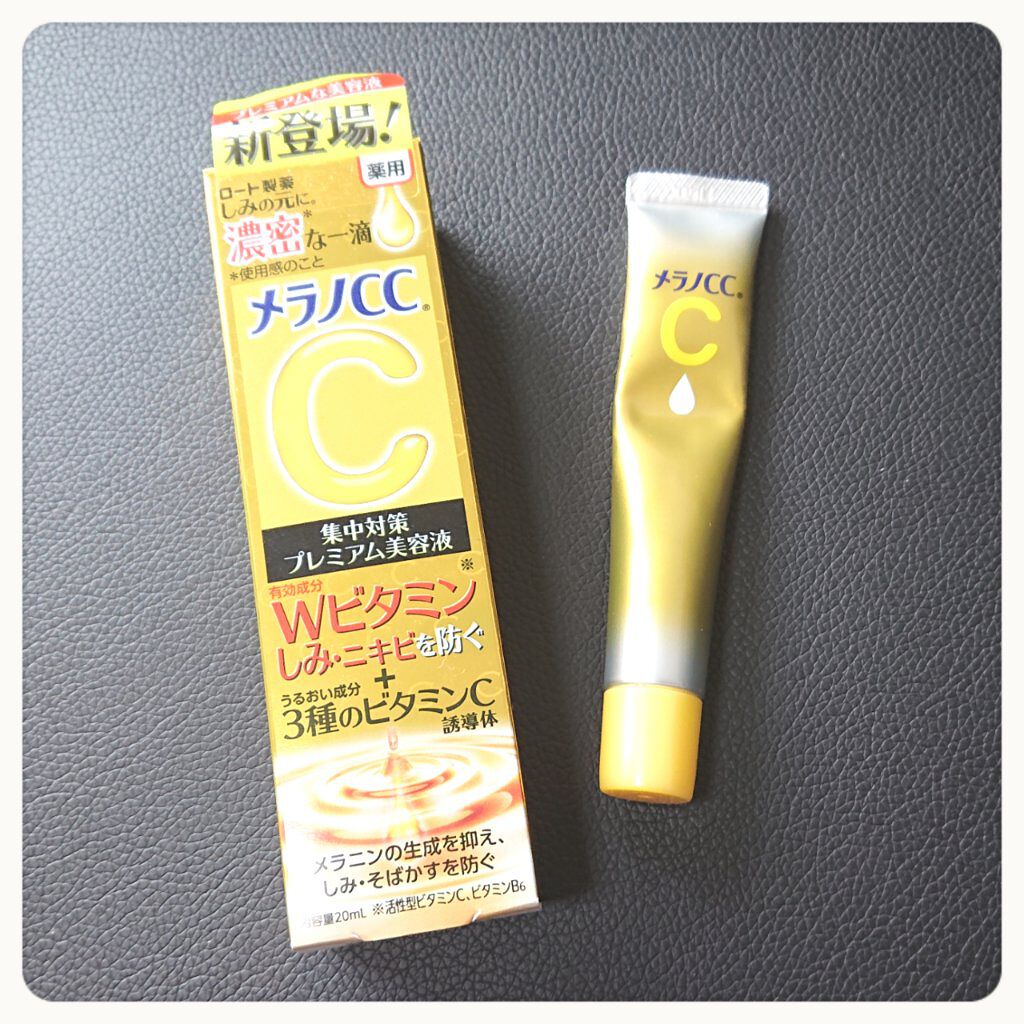 プレミアムな美容液
新登場!
薬用
ロート製薬
しみの元に。
濃密*な一滴
*使用感のこと
メラノCC®
C
集中対策
プレミアム美容液
有効成分
Wビタミン※
しみ・ニキビを防ぐ
+
うるおい成分
3種のビタミンC
誘導体
メラニンの生成を抑え、
しみ・そばかすを防ぐ
内容量20mL ※活性型ビタミンC、ビタミンB6
メラノCC®
C